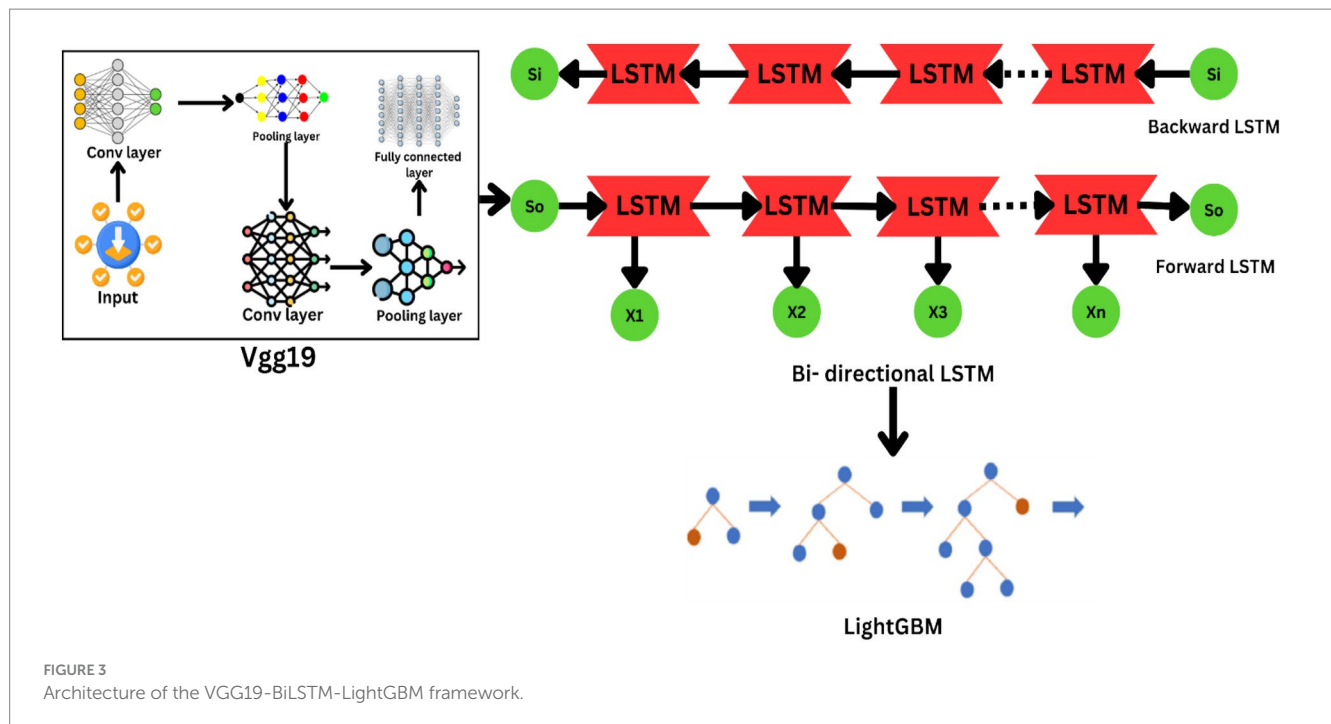 Conv layer
Pooling layer
Fully connected
layer
Input
Conv layer
Pooling layer
Vgg19
Si
LSTM
LSTM
LSTM
LSTM
Si
Backward LSTM
So
LSTM
LSTM
LSTM
LSTM
So
Forward LSTM
X1
X2
X3
Xn
Bi- directional LSTM
LightGBM
FIGURE 3
Architecture of the VGG19-BiLSTM-LightGBM framework.